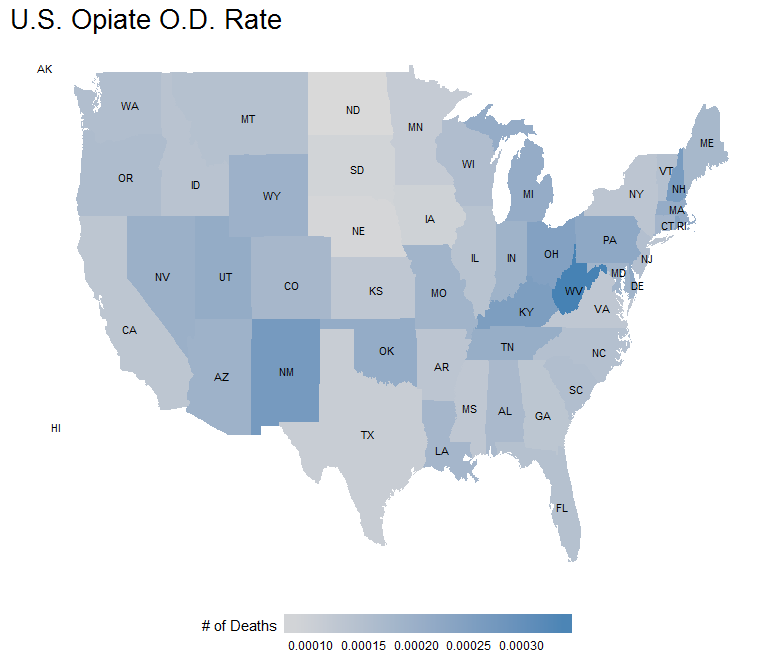 U.S. Opiate O.D. Rate
AK
WA
MT
ND
MN
ME
OR
ID
SD
WI
VT
NH
WY
MI
NY
MA
NE
IA
CT RI
NV
UT
CO
IL
IN
OH
PA
NJ
KS
MO
KY
WV
MD
DE
VA
CA
AZ
NM
OK
AR
TN
NC
SC
HI
TX
LA
MS
AL
GA
FL
# of Deaths
0.00010 0.00015 0.00020 0.00025 0.00030